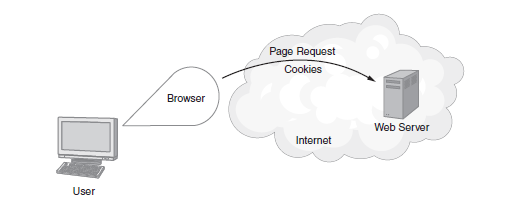 Page Request
Cookies
Browser
Web Server
Internet
User